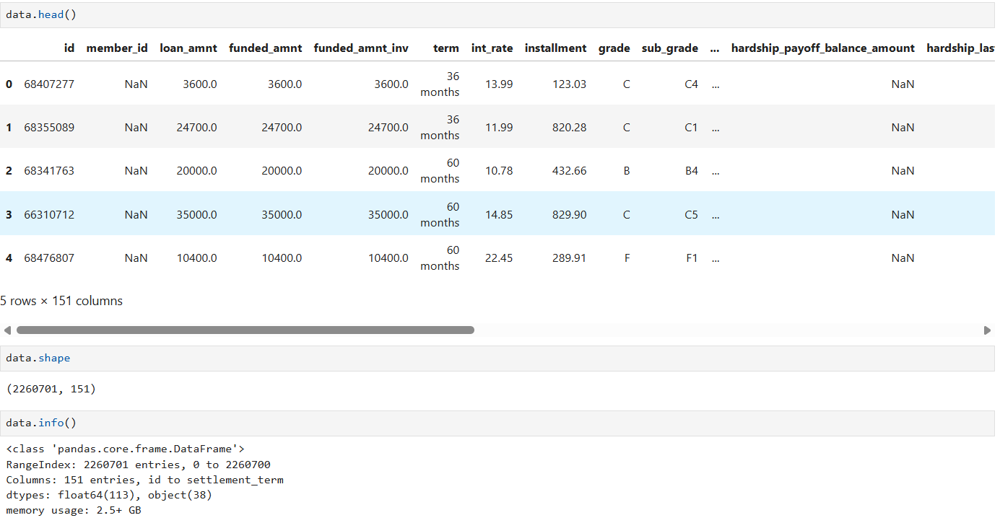 data.head()
id member_id loan_amnt funded_amnt funded_amnt_inv term int_rate installment grade sub_grade ... hardship_payoff_balance_amount hardship_las
0 68407277 NaN 3600.0 3600.0 3600.0 36 months 13.99 123.03 C C4 ... NaN
1 68355089 NaN 24700.0 24700.0 24700.0 36 months 11.99 820.28 C C1 ... NaN
2 68341763 NaN 20000.0 20000.0 20000.0 60 months 10.78 432.66 B B4 ... NaN
3 66310712 NaN 35000.0 35000.0 35000.0 60 months 14.85 829.90 C C5 ... NaN
4 68476807 NaN 10400.0 10400.0 10400.0 60 months 22.45 289.91 F F1 ... NaN
5 rows × 151 columns
data.shape
(2260701, 151)
data.info()
<class 'pandas.core.frame.DataFrame'>
RangeIndex: 2260701 entries, 0 to 2260700
Columns: 151 entries, id to settlement_term
dtypes: float64(113), object(38)
memory usage: 2.5+ GB